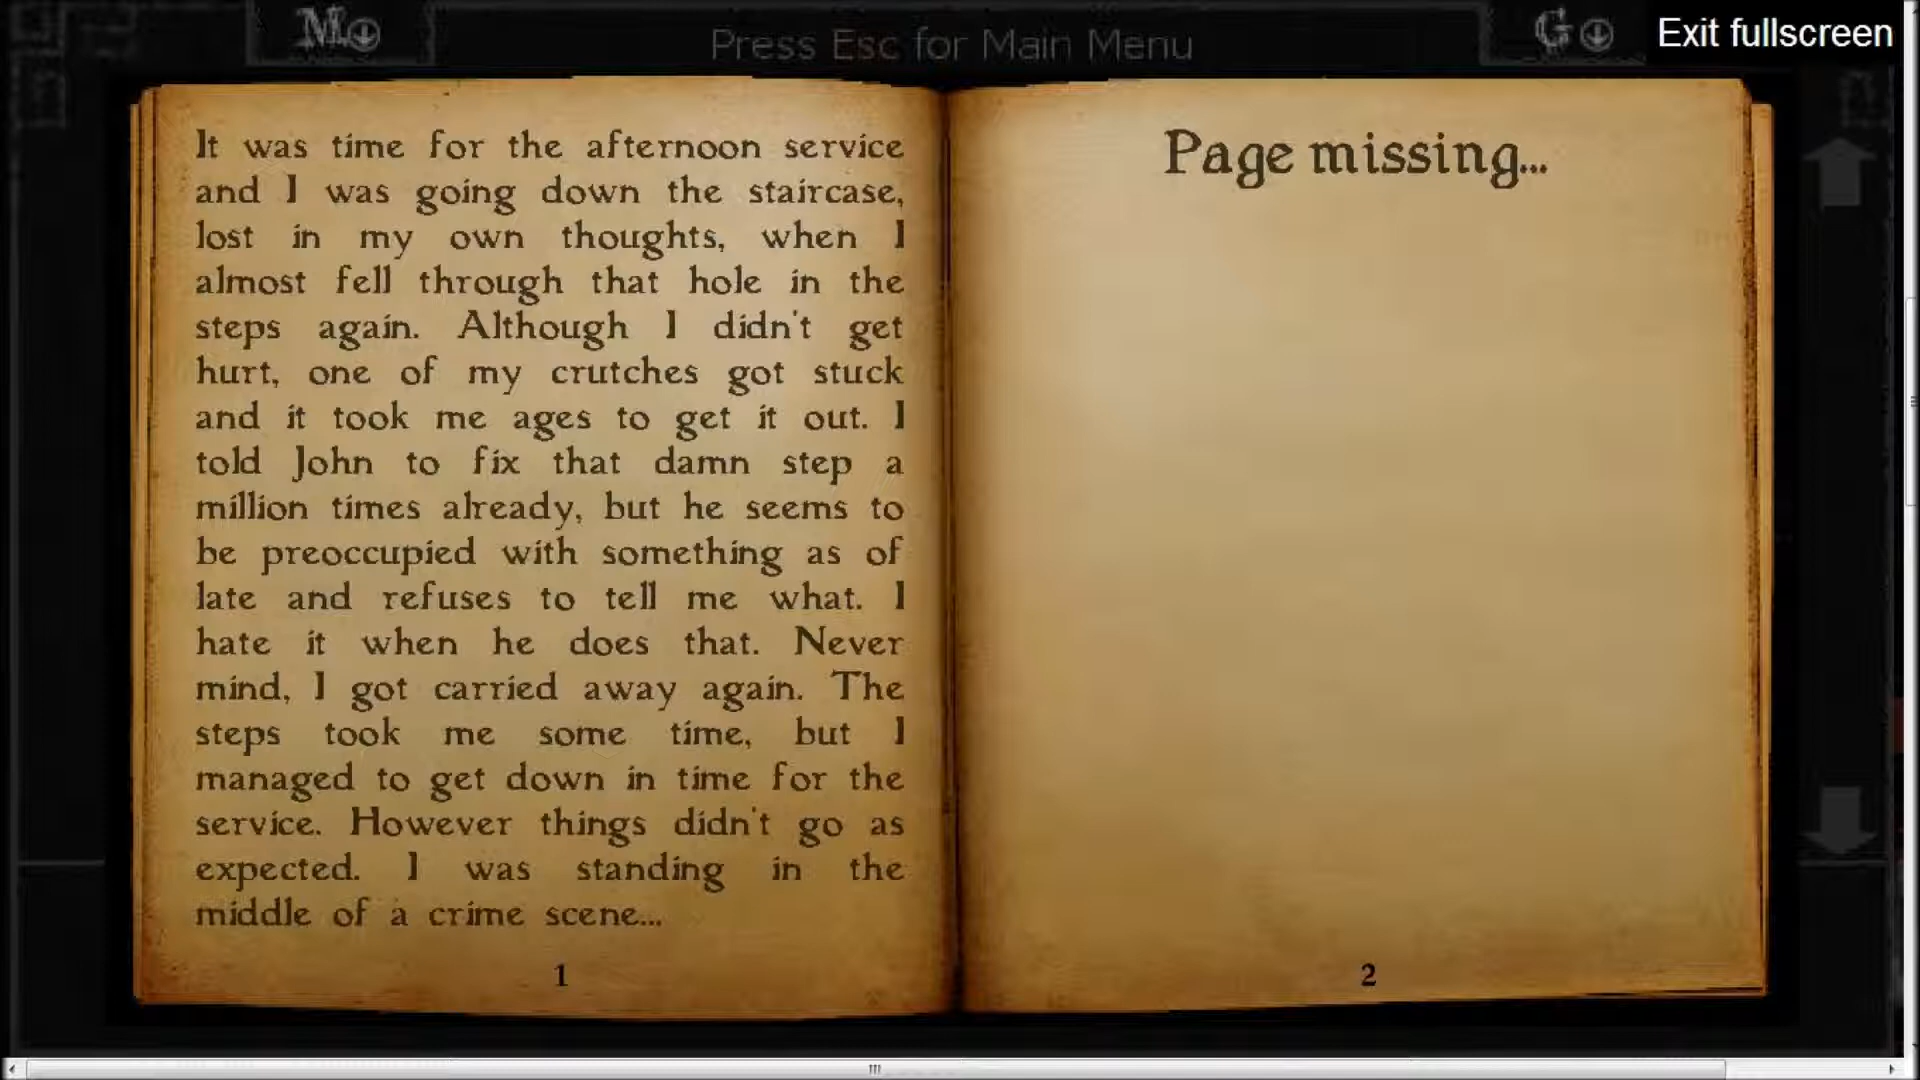 M
Press Esc for Main Menu
G
Exit fullscreen
It was time for the afternoon service
and I was going down the staircase,
lost in my own thoughts, when I
almost fell through that hole in the
steps again. Although I didn't get
hurt, one of my crutches got stuck
and it took me ages to get it out. I
told John to fix that damn step a
million times already, but he seems to
be preoccupied with something as of
late and refuses to tell me what. I
hate it when he does that. Never
mind, I got carried away again. The
steps took me some time, but I
managed to get down in time for the
service. However things didn't go as
expected. I was standing in the
middle of a crime scene...
1
Page missing...
2